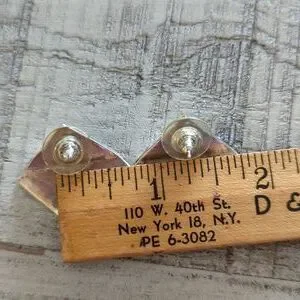 1 2
110 W. 40th St. D &
New York 18, N.Y.
PE 6-3082